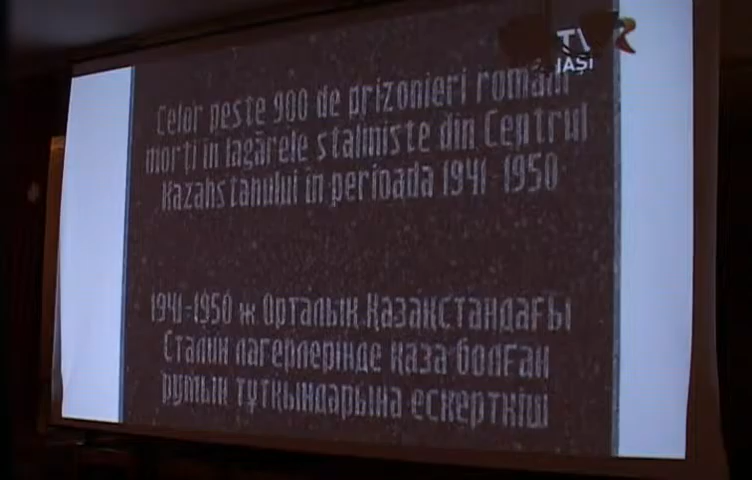 TVR
IAȘI
Celor peste 900 de prizonieri români
morți în lagărele staliniste din Centrul
Kazahstanului în perioada 1941-1950
1941-1950 ж Орталық Қазақстандағы
Сталин лагерлерінде қаза болған
румын тұтқындарына ескерткіш